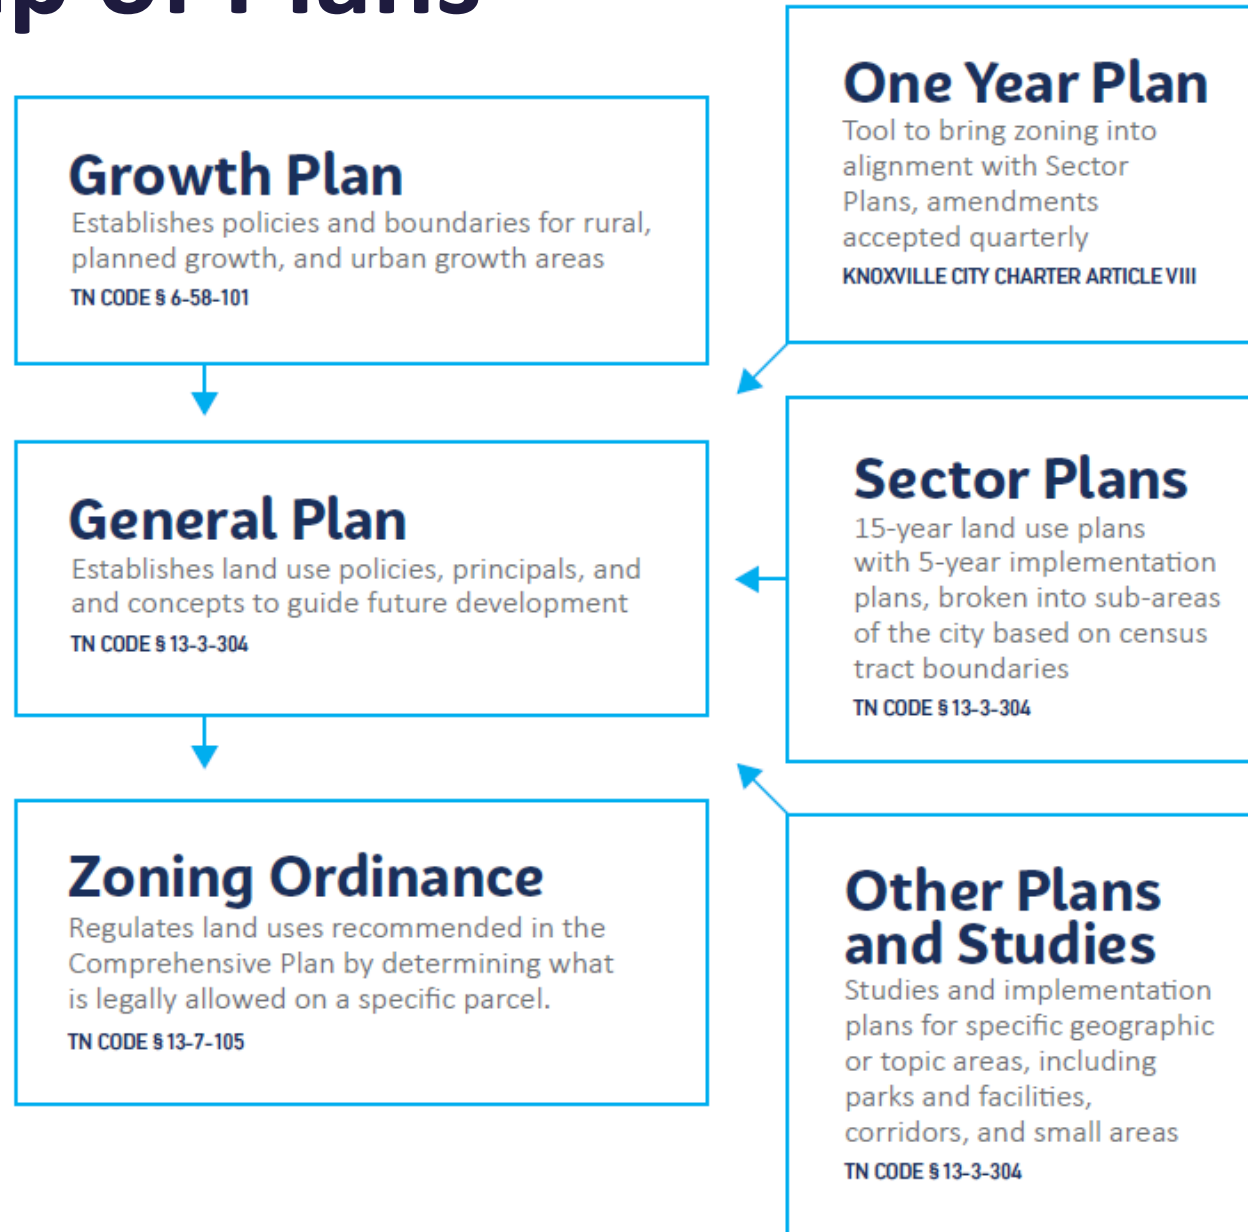 p of Plans
Growth Plan
Establishes policies and boundaries for rural,
planned growth, and urban growth areas
TN CODE § 6-58-101
General Plan
Establishes land use policies, principals, and
and concepts to guide future development
TN CODE § 13-3-304
Zoning Ordinance
Regulates land uses recommended in the
Comprehensive Plan by determining what
is legally allowed on a specific parcel.
TN CODE § 13-7-105
One Year Plan
Tool to bring zoning into
alignment with Sector
Plans, amendments
accepted quarterly
KNOXVILLE CITY CHARTER ARTICLE VIII
Sector Plans
15-year land use plans
with 5-year implementation
plans, broken into sub-areas
of the city based on census
tract boundaries
TN CODE § 13-3-304
Other Plans
and Studies
Studies and implementation
plans for specific geographic
or topic areas, including
parks and facilities,
corridors, and small areas
TN CODE § 13-3-304